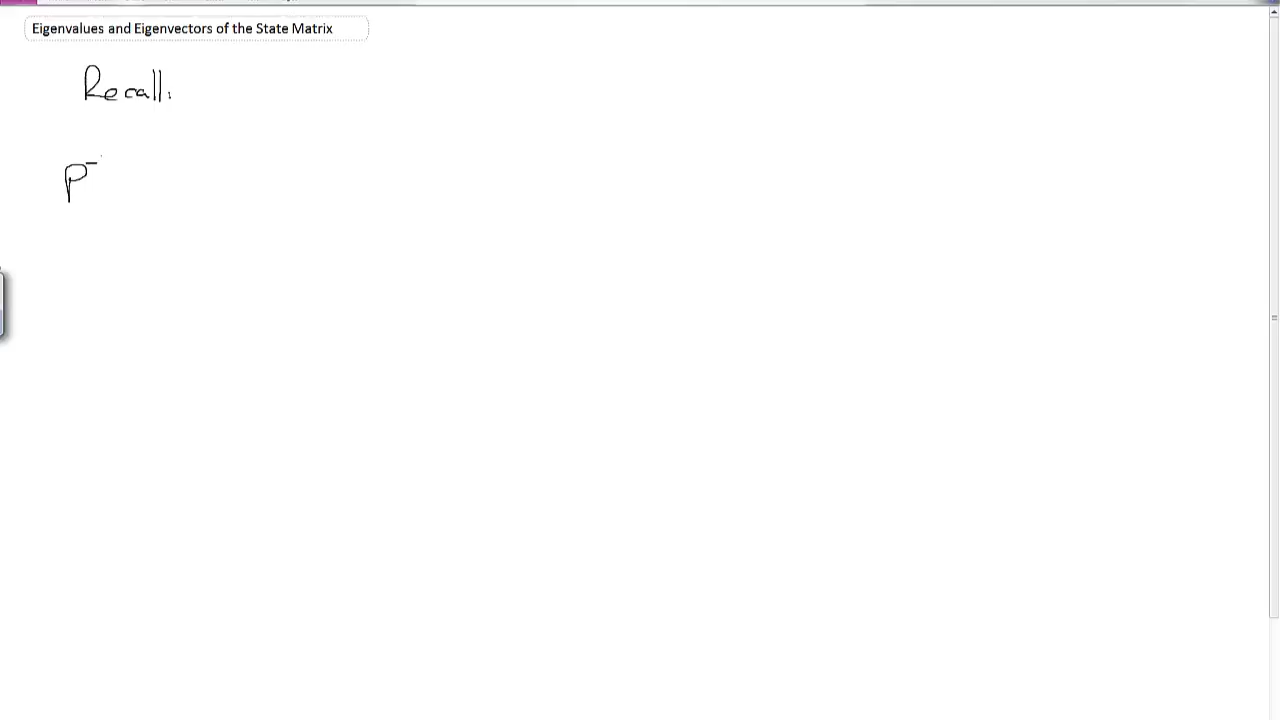 Eigenvalues and Eigenvectors of the State Matrix
Recall:
P⁻